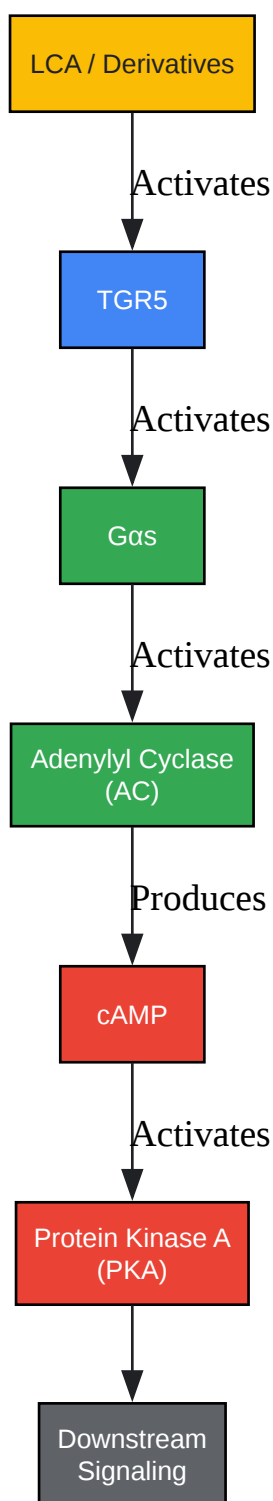 LCA / Derivatives
Activates
TGR5
Activates
Gαs
Activates
Adenylyl Cyclase
(AC)
Produces
cAMP
Activates
Protein Kinase A
(PKA)
Downstream
Signaling